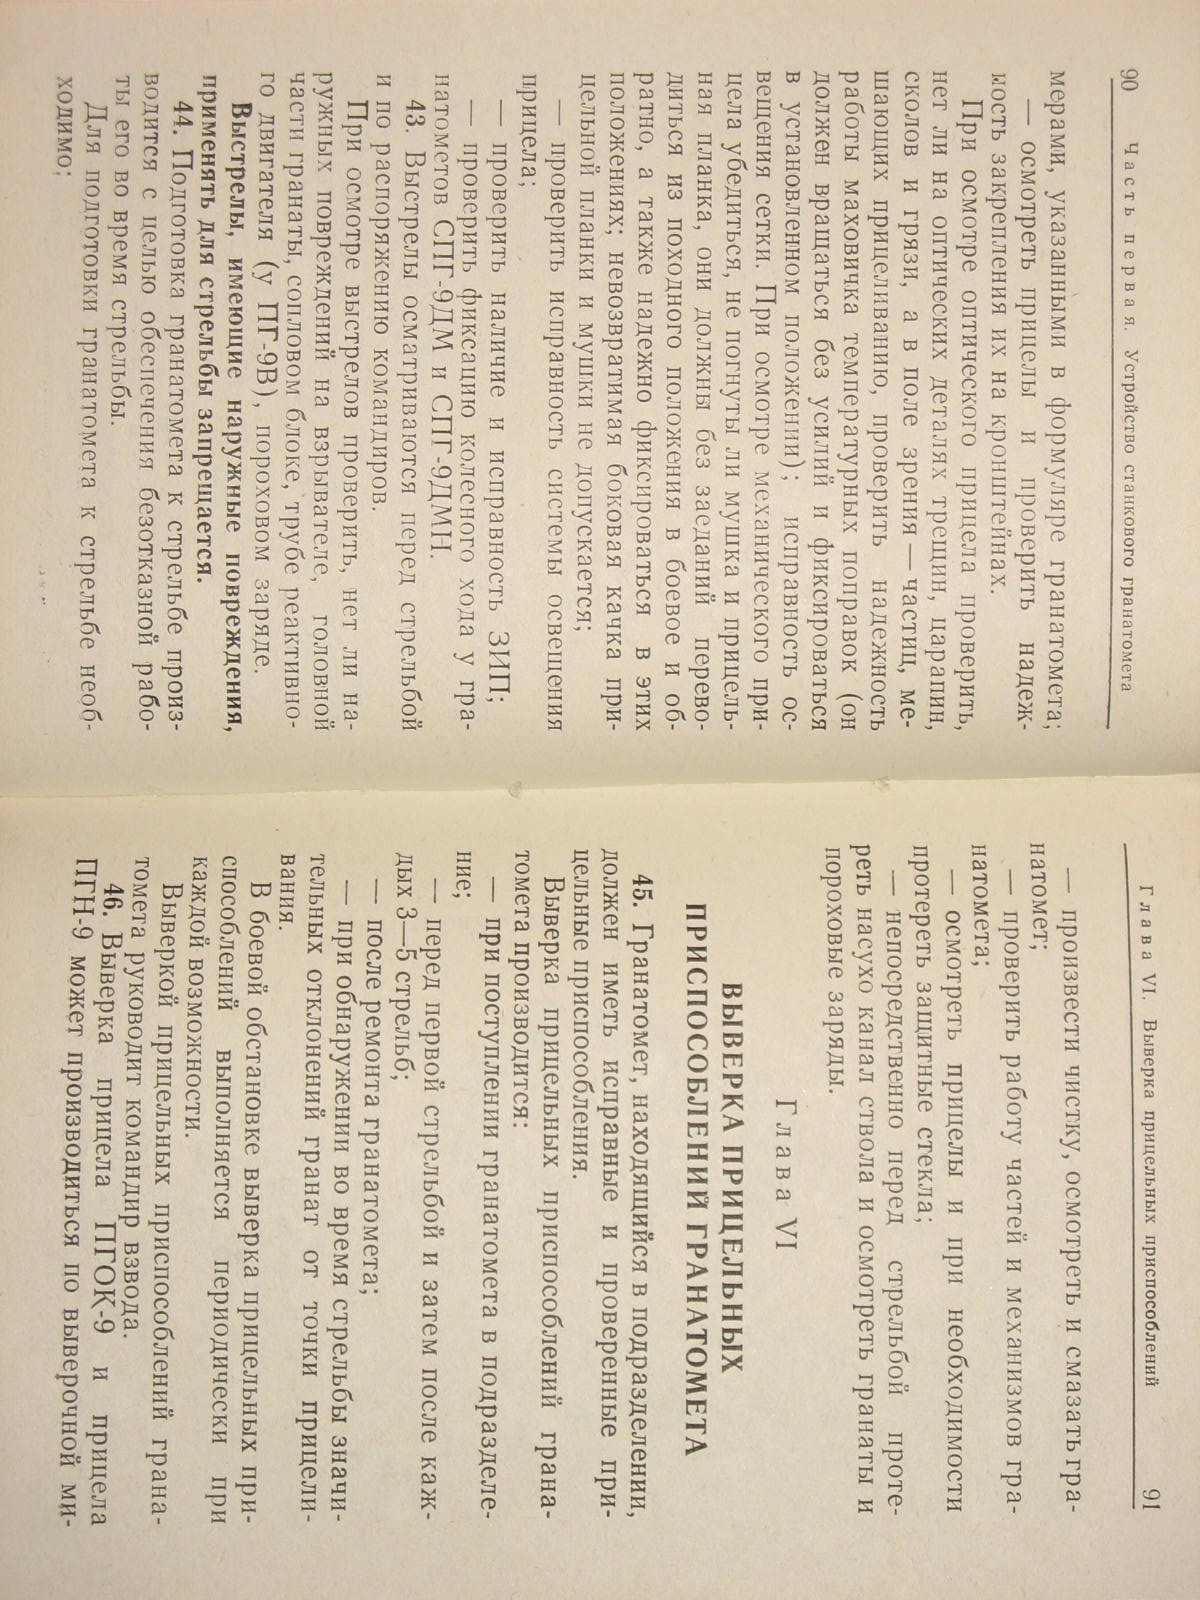 90 Часть первая. Устройство станкового гранатомета
мерами, указанными в формуляре гранатомета;
— осмотреть прицелы и проверить надеж-
ность закрепления их на кронштейнах.
При осмотре оптического прицела проверить,
нет ли на оптических деталях трещин, царапин,
сколов и грязи, а в поле зрения — частиц, ме-
шающих прицеливанию, проверить надежность
работы маховичка температурных поправок (он
должен вращаться без усилий и фиксироваться
в установленном положении); исправность ос-
вещения сетки. При осмотре механического при-
цела убедиться, не погнуты ли мушка и прицель-
ная планка, они должны без заеданий перево-
диться из походного положения в боевое и об-
ратно, а также надежно фиксироваться в этих
положениях; невозвратимая боковая качка при-
цельной планки и мушки не допускается;
— проверить исправность системы освещения
прицела;
— проверить наличие и исправность ЗИП;
— проверить фиксацию колесного хода у гра-
натометов СПГ-9ДМ и СПГ-9ДМН.
43. Выстрелы осматриваются перед стрельбой
и по распоряжению командиров.
При осмотре выстрелов проверить, нет ли на-
ружных повреждений на взрывателе, головной
части гранаты, сопловом блоке, трубе реактивно-
го двигателя (у ПГ-9В), пороховом заряде.
Выстрелы, имеющие наружные повреждения,
применять для стрельбы запрещается.
44. Подготовка гранатомета к стрельбе произ-
водится с целью обеспечения безотказной рабо-
ты его во время стрельбы.
Для подготовки гранатомета к стрельбе необ-
ходимо;
Глава VI. Выверка прицельных приспособлений 91
— произвести чистку, осмотреть и смазать гра-
натомет;
— проверить работу частей и механизмов гра-
натомета;
— осмотреть прицелы и при необходимости
протереть защитные стекла;
— непосредственно перед стрельбой проте-
реть насухо канал ствола и осмотреть гранаты и
пороховые заряды.
Глава VI
ВЫВЕРКА ПРИЦЕЛЬНЫХ
ПРИСПОСОБЛЕНИЙ ГРАНАТОМЕТА
45. Гранатомет, находящийся в подразделении,
должен иметь исправные и проверенные при-
цельные приспособления.
Выверка прицельных приспособлений грана-
томета производится:
— при поступлении гранатомета в подразделе-
ние;
— перед первой стрельбой и затем после каж-
дых 3—5 стрельб;
— после ремонта гранатомета;
— при обнаружении во время стрельбы значи-
тельных отклонений гранат от точки прицели-
вания.
В боевой обстановке выверка прицельных при-
способлений выполняется периодически при
каждой возможности.
Выверкой прицельных приспособлений грана-
томета руководит командир взвода.
46. Выверка прицела ПГОК-9 и прицела
ПГН-9 может производиться по выверочной ми-